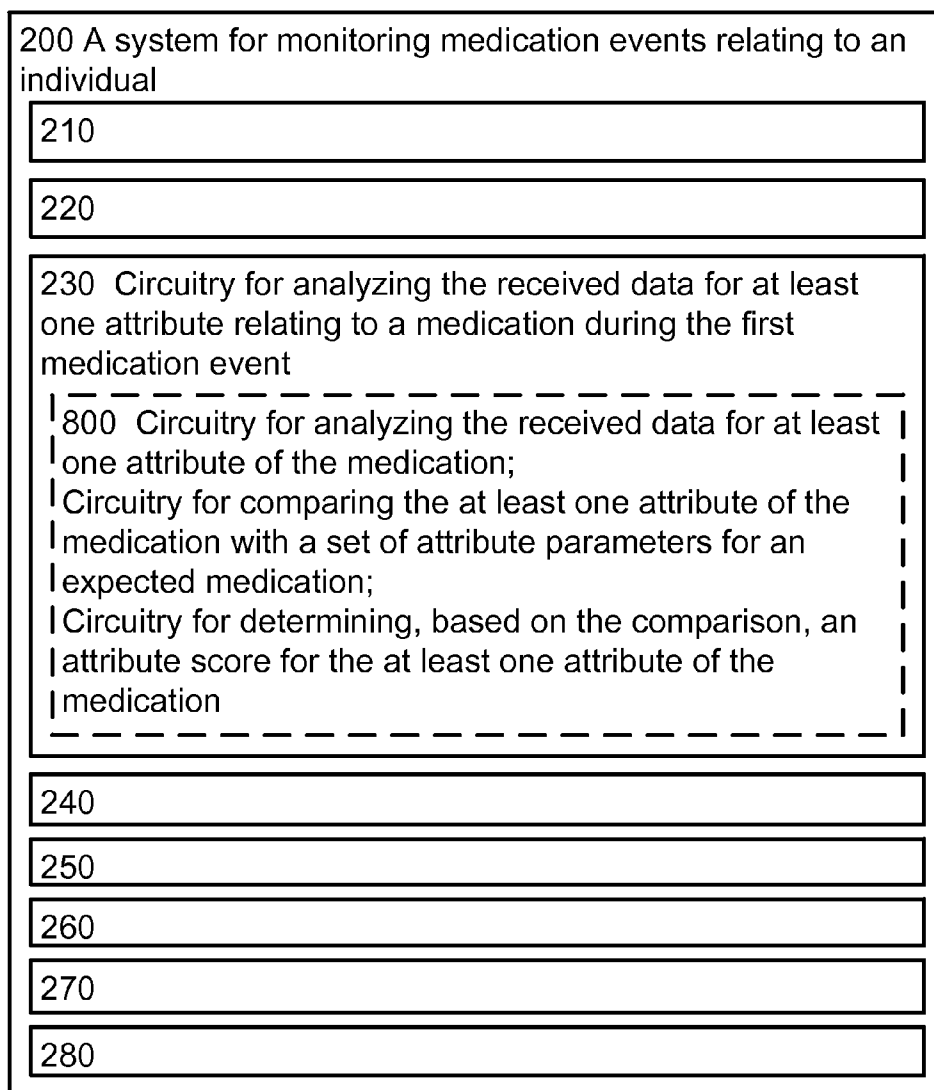 200 A system for monitoring medication events relating to an
individual
210
220
230 Circuitry for analyzing the received data for at least
one attribute relating to a medication during the first
medication event
800 Circuitry for analyzing the received data for at least
one attribute of the medication;
Circuitry for comparing the at least one attribute of the
medication with a set of attribute parameters for an
expected medication;
Circuitry for determining, based on the comparison, an
attribute score for the at least one attribute of the
medication
240
250
260
270
280